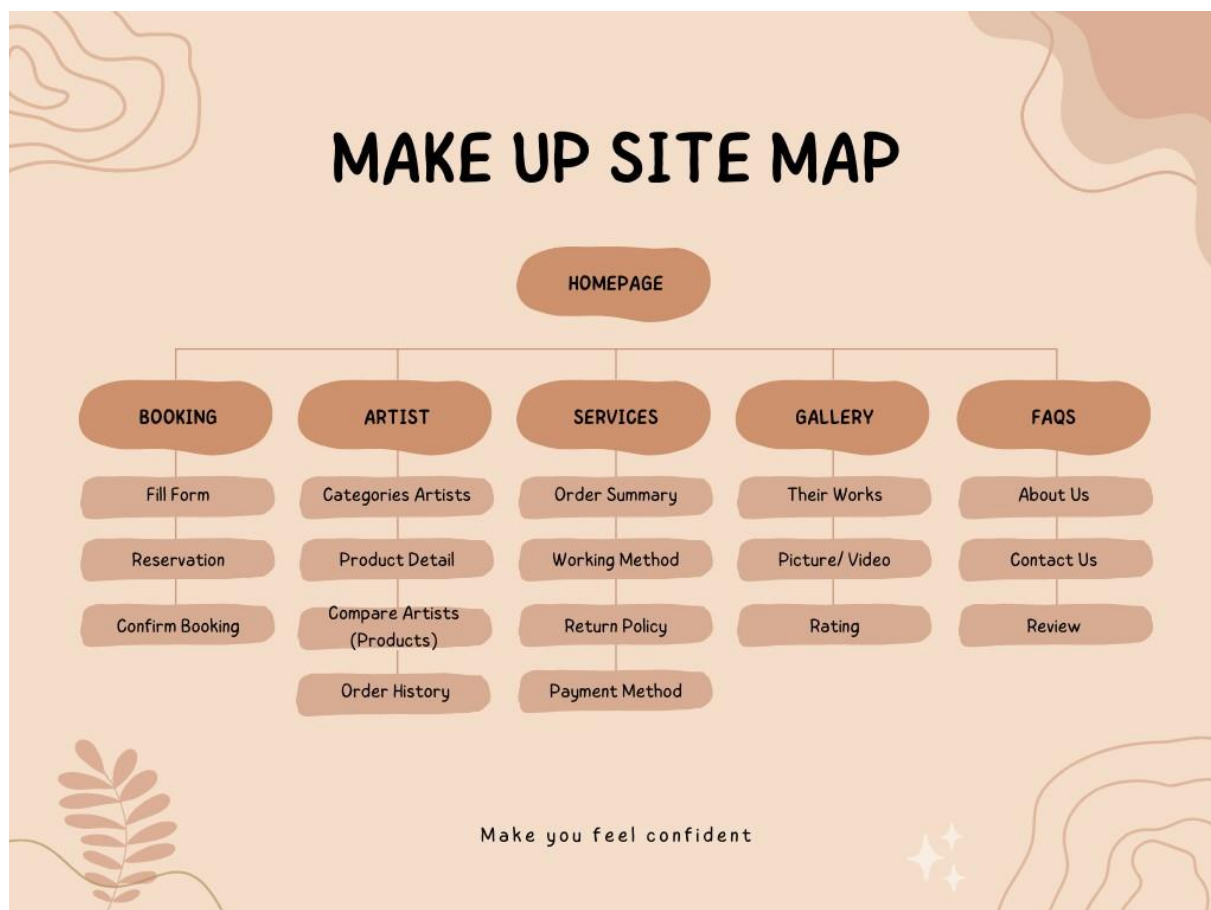 MAKE UP SITE MAP
HOMEPAGE
BOOKING
ARTIST
SERVICES
GALLERY
FAQS
Fill Form
Categories Artists
Order Summary
Their Works
About Us
Reservation
Product Detail
Working Method
Picture/ Video
Contact Us
Confirm Booking
Compare Artists
(Products)
Return Policy
Rating
Review
Order History
Payment Method
Make you feel confident